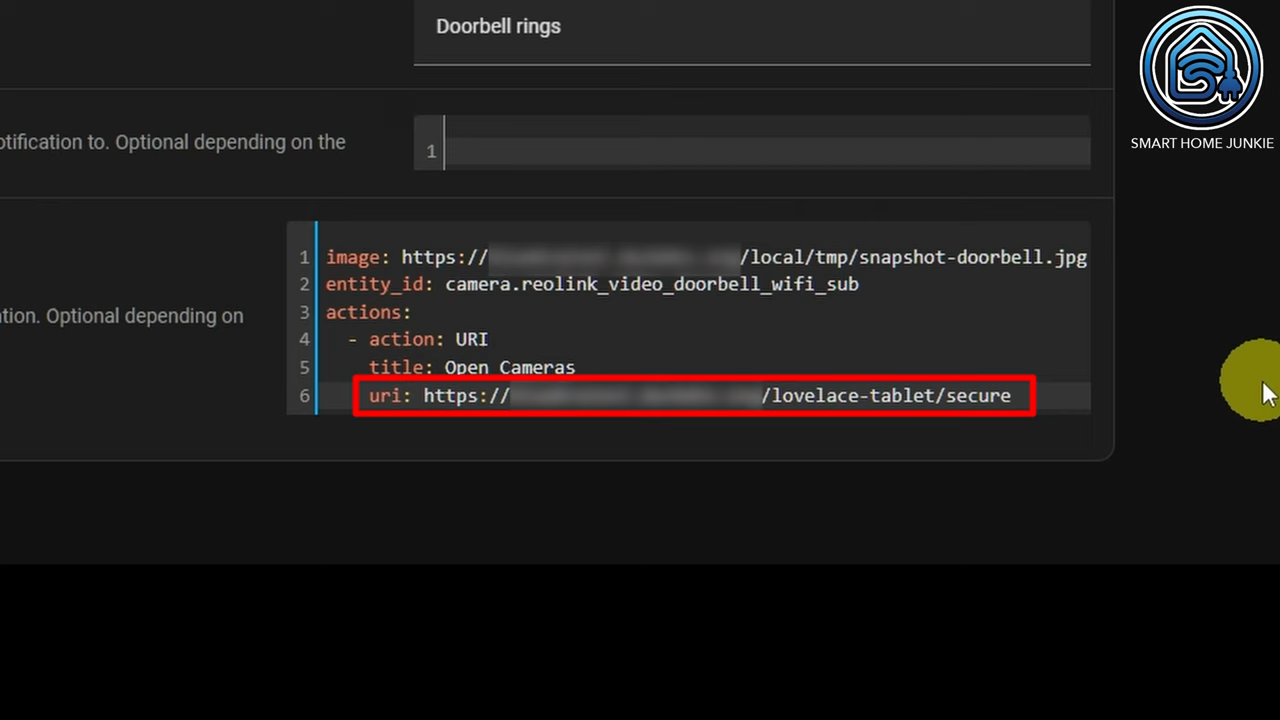 Doorbell rings
SMART HOME JUNKIE
otification to. Optional depending on the
1
1 image: https:// /local/tmp/snapshot-doorbell.jpg
2 entity_id: camera.reolink_video_doorbell_wifi_sub
3 actions:
ation. Optional depending on
4 - action: URI
5 title: Open Cameras
6 uri: https:// /lovelace-tablet/secure